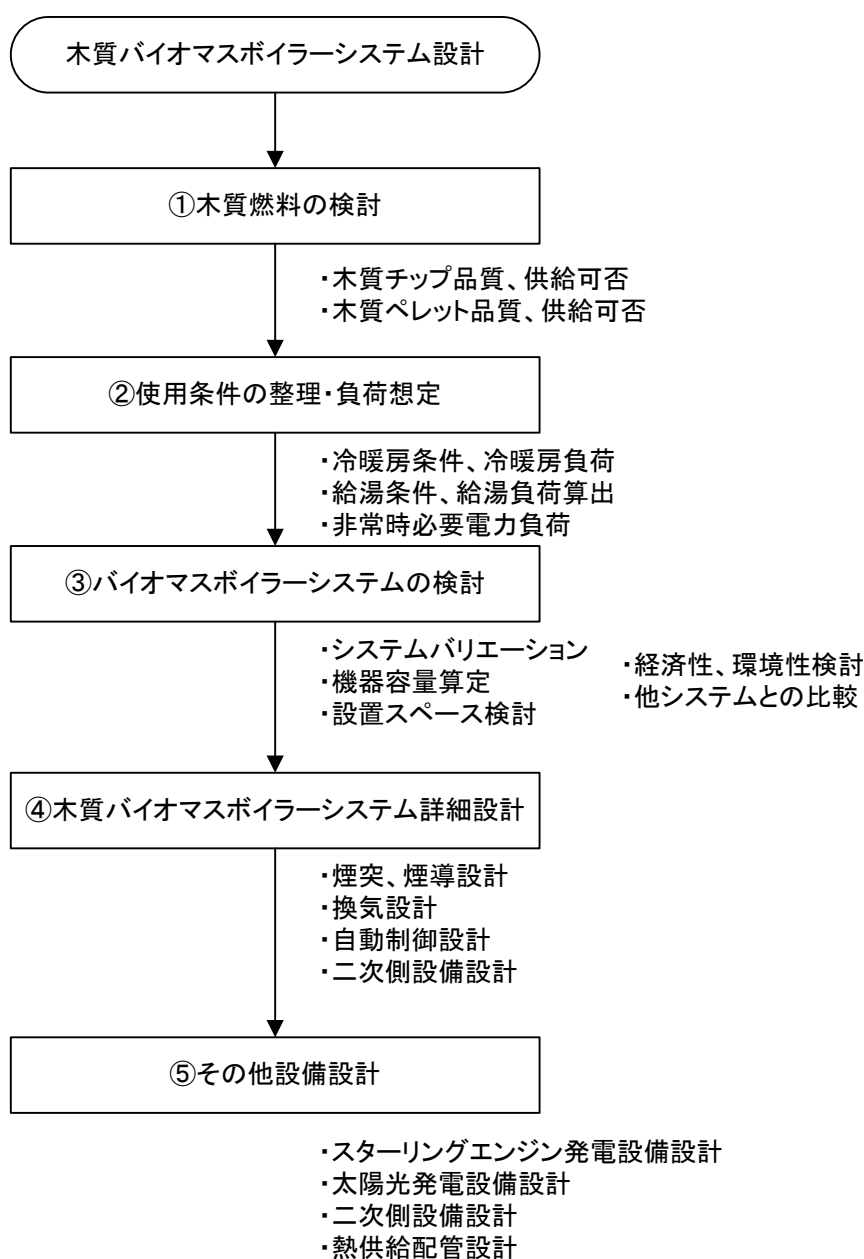 木質バイオマスボイラーシステム設計
①木質燃料の検討
・木質チップ品質、供給可否
・木質ペレット品質、供給可否
②使用条件の整理・負荷想定
・冷暖房条件、冷暖房負荷
・給湯条件、給湯負荷算出
・非常時必要電力負荷
③バイオマスボイラーシステムの検討
・システムバリエーション
・機器容量算定
・設置スペース検討
・経済性、環境性検討
・他システムとの比較
④木質バイオマスボイラーシステム詳細設計
・煙突、煙導設計
・換気設計
・自動制御設計
・二次側設備設計
⑤その他設備設計
・スターリングエンジン発電設備設計
・太陽光発電設備設計
・二次側設備設計
・熱供給配管設計